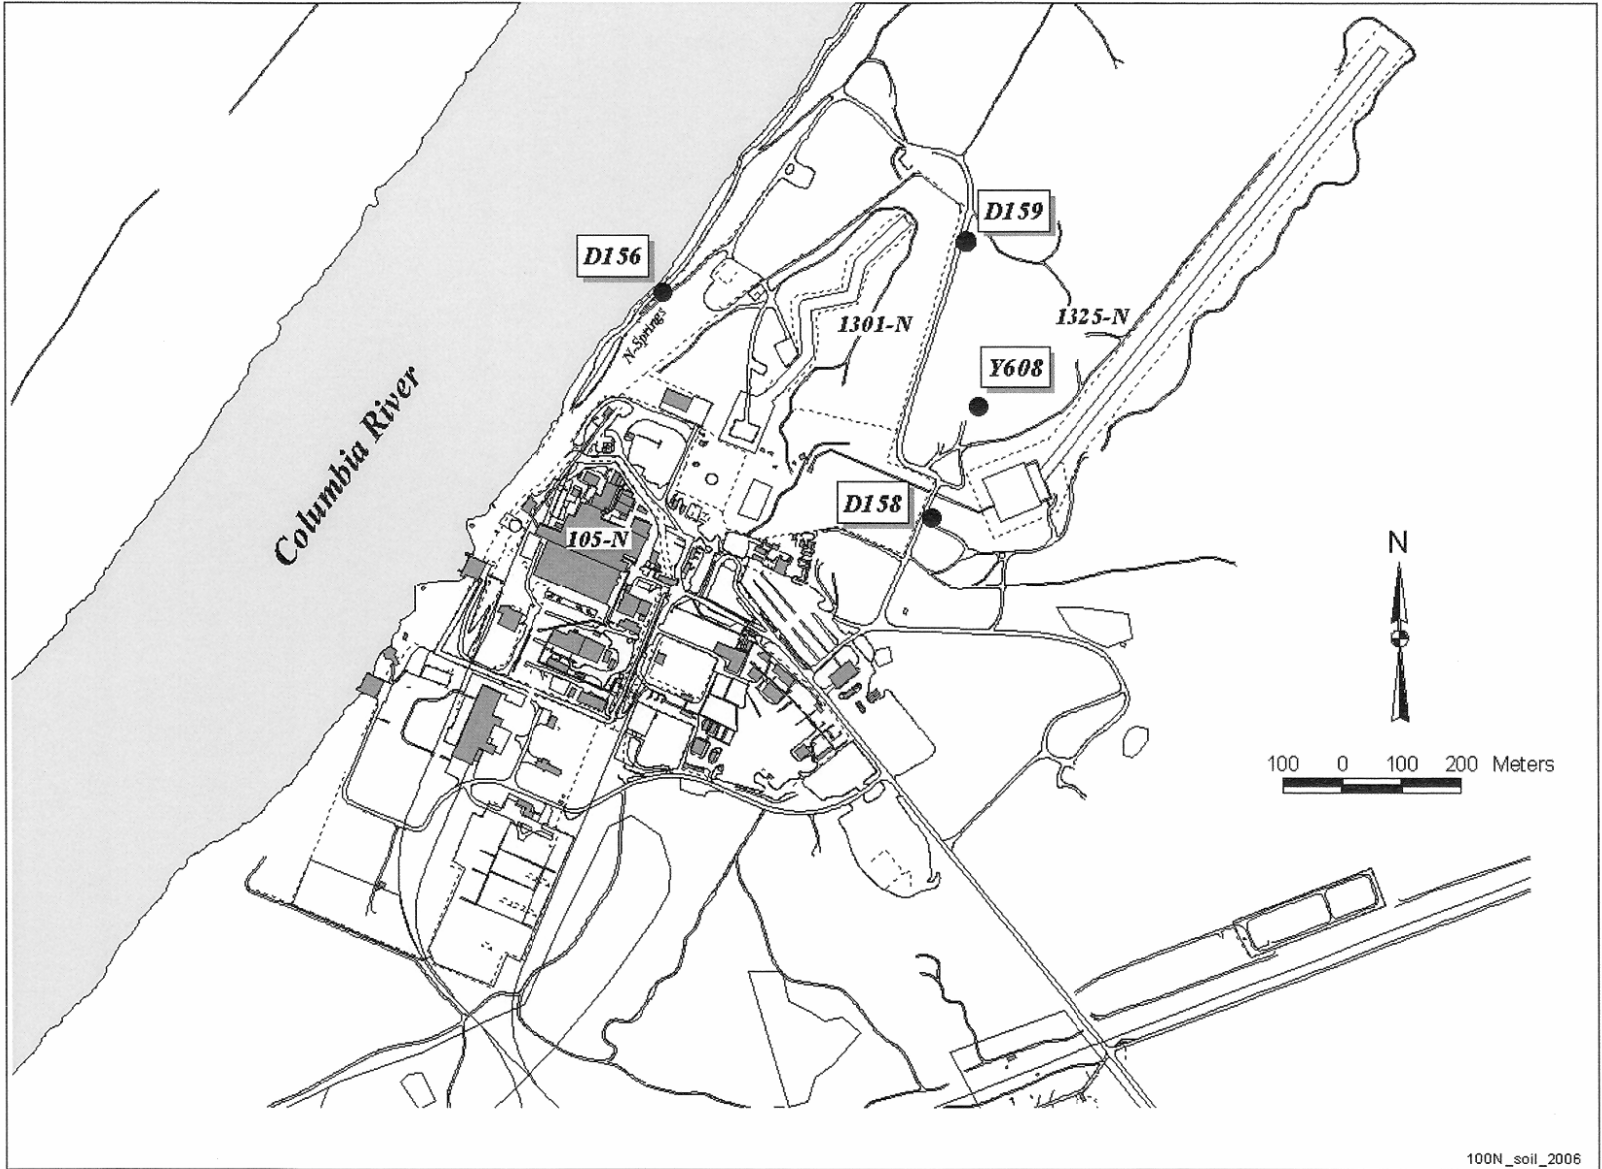 D159
D156
1301-N
1325-N
N-Springs
Y608
Columbia River
D158
105-N
N
100 0 100 200 Meters
100N_soil_2006